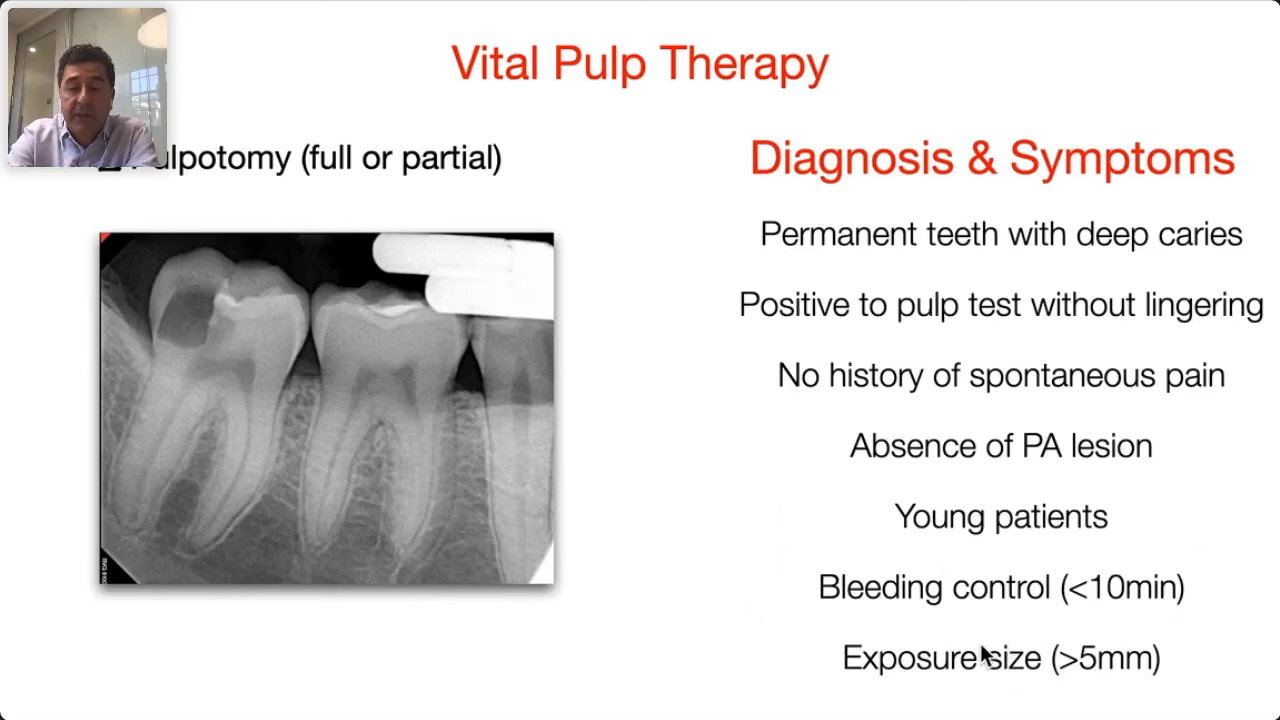 Vital Pulp Therapy
Pulpotomy (full or partial)
Diagnosis & Symptoms
Permanent teeth with deep caries
Positive to pulp test without lingering
No history of spontaneous pain
Absence of PA lesion
Young patients
Bleeding control (<10min)
Exposure size (>5mm)